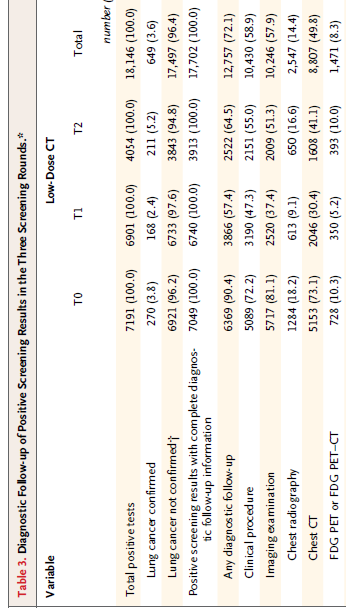 Table 3. Diagnostic Follow-up of Positive Screening Results in the Three Screening Rounds.*
Variable Low-Dose CT
T0 T1 T2 Total
number (
Total positive tests 7191 (100.0) 6901 (100.0) 4054 (100.0) 18,146 (100.0)
Lung cancer confirmed 270 (3.8) 168 (2.4) 211 (5.2) 649 (3.6)
Lung cancer not confirmed† 6921 (96.2) 6733 (97.6) 3843 (94.8) 17,497 (96.4)
Positive screening results with complete diagnos-
tic follow-up information 7049 (100.0) 6740 (100.0) 3913 (100.0) 17,702 (100.0)
Any diagnostic follow-up 6369 (90.4) 3866 (57.4) 2522 (64.5) 12,757 (72.1)
Clinical procedure 5089 (72.2) 3190 (47.3) 2151 (55.0) 10,430 (58.9)
Imaging examination 5717 (81.1) 2520 (37.4) 2009 (51.3) 10,246 (57.9)
Chest radiography 1284 (18.2) 613 (9.1) 650 (16.6) 2,547 (14.4)
Chest CT 5153 (73.1) 2046 (30.4) 1608 (41.1) 8,807 (49.8)
FDG PET or FDG PET–CT 728 (10.3) 350 (5.2) 393 (10.0) 1,471 (8.3)